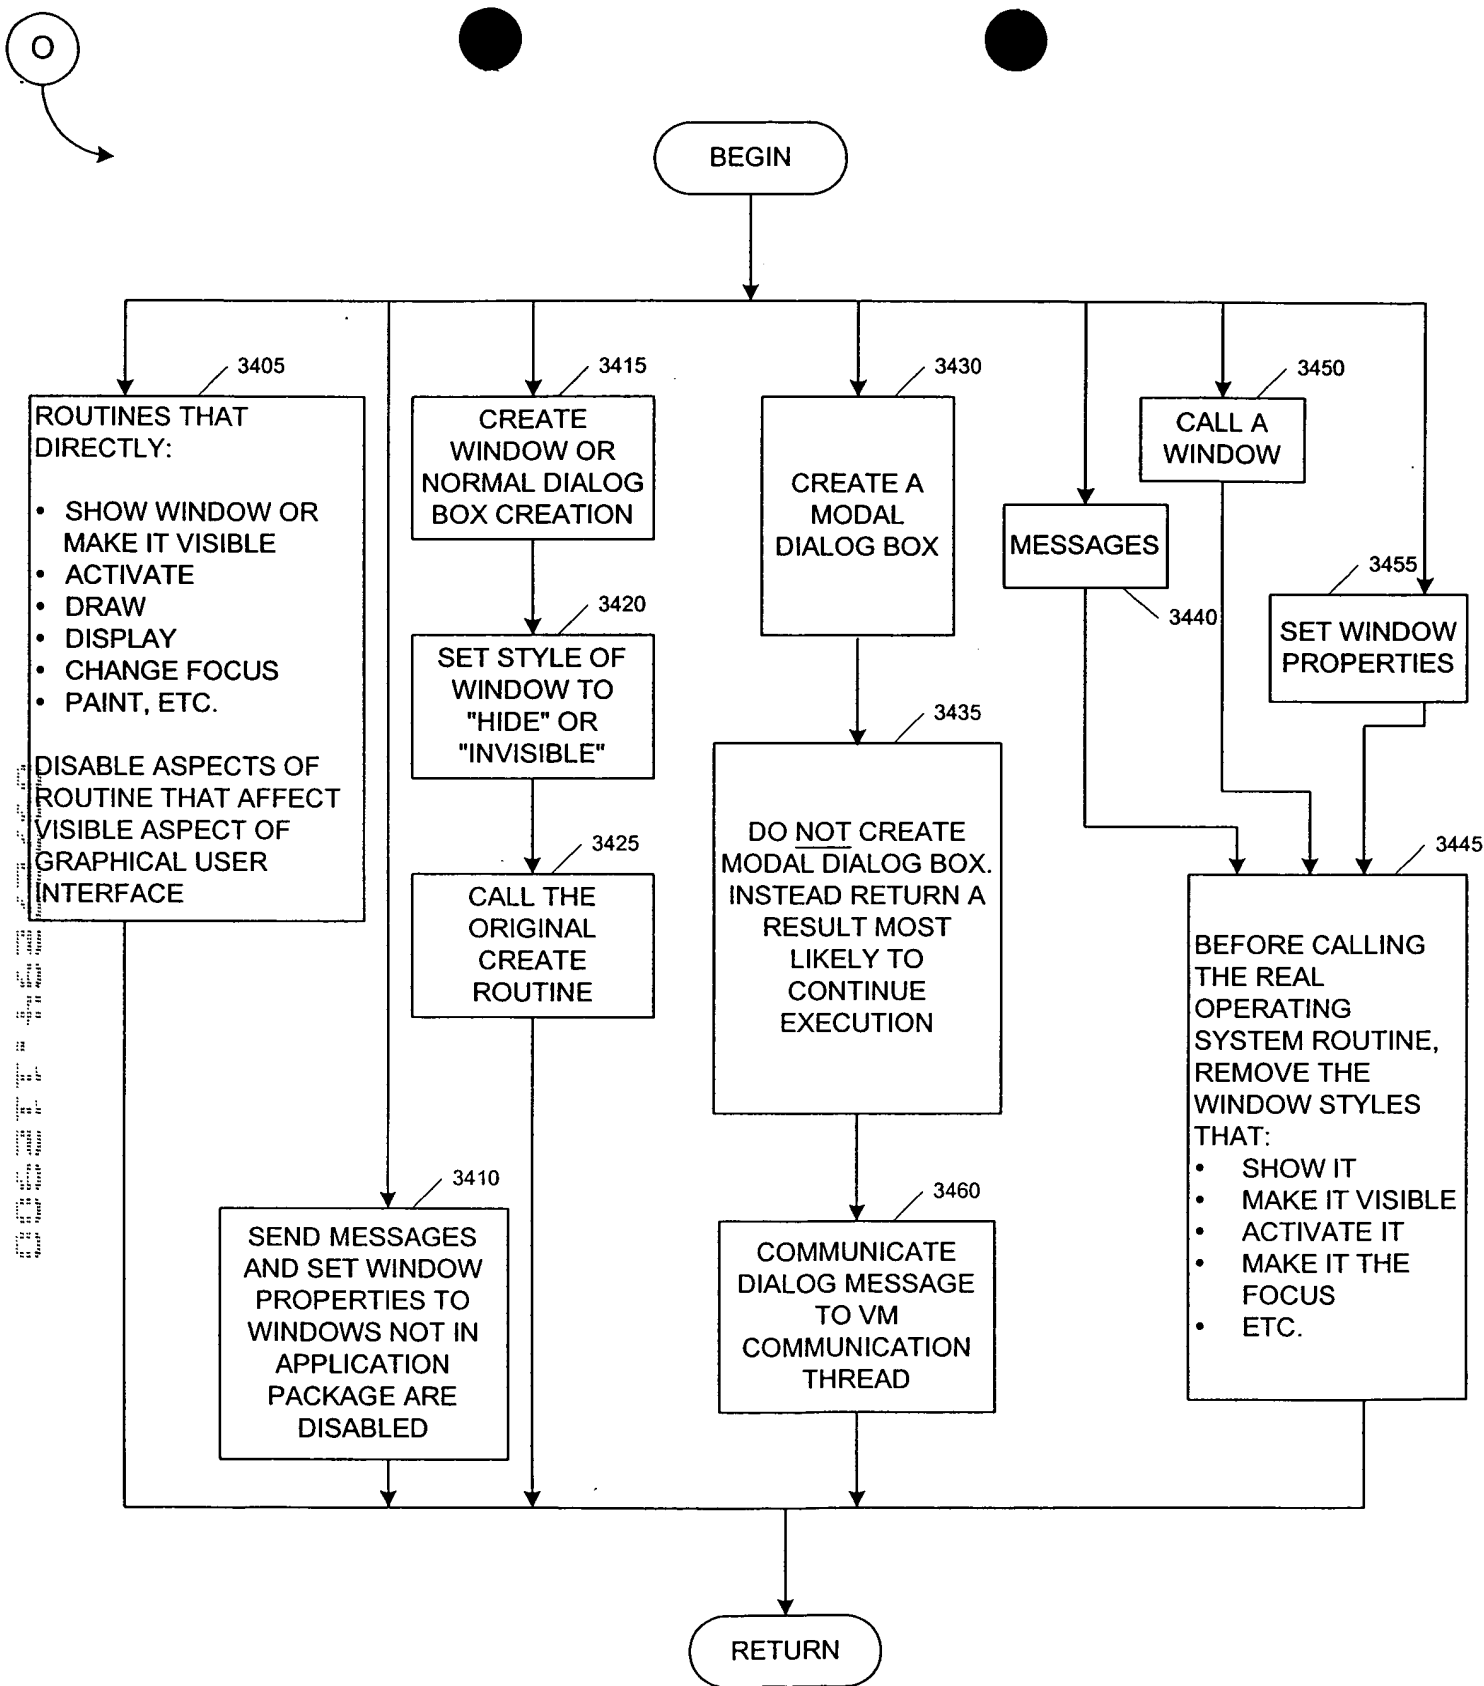 O
BEGIN
3405
ROUTINES THAT
DIRECTLY:
• SHOW WINDOW OR
MAKE IT VISIBLE
• ACTIVATE
• DRAW
• DISPLAY
• CHANGE FOCUS
• PAINT, ETC.
DISABLE ASPECTS OF
ROUTINE THAT AFFECT
VISIBLE ASPECT OF
GRAPHICAL USER
INTERFACE
3410
SEND MESSAGES
AND SET WINDOW
PROPERTIES TO
WINDOWS NOT IN
APPLICATION
PACKAGE ARE
DISABLED
3415
CREATE
WINDOW OR
NORMAL DIALOG
BOX CREATION
3420
SET STYLE OF
WINDOW TO
"HIDE" OR
"INVISIBLE"
3425
CALL THE
ORIGINAL
CREATE
ROUTINE
3430
CREATE A
MODAL
DIALOG BOX
3435
DO NOT CREATE
MODAL DIALOG BOX.
INSTEAD RETURN A
RESULT MOST
LIKELY TO
CONTINUE
EXECUTION
3460
COMMUNICATE
DIALOG MESSAGE
TO VM
COMMUNICATION
THREAD
MESSAGES
3440
3450
CALL A
WINDOW
3455
SET WINDOW
PROPERTIES
3445
BEFORE CALLING
THE REAL
OPERATING
SYSTEM ROUTINE,
REMOVE THE
WINDOW STYLES
THAT:
• SHOW IT
• MAKE IT VISIBLE
• ACTIVATE IT
• MAKE IT THE
FOCUS
• ETC.
RETURN